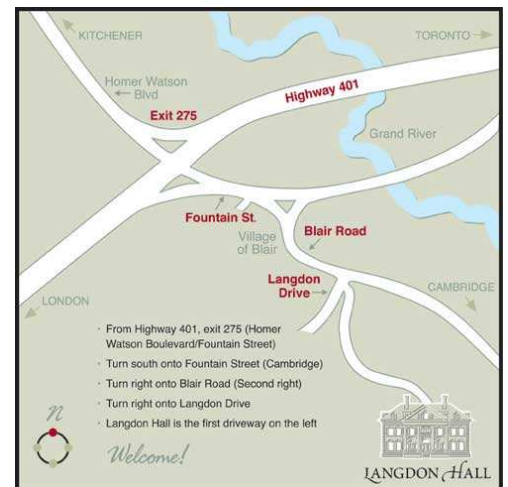 KITCHENER
TORONTO
Homer Watson
Blvd
Exit 275
Highway 401
Grand River
Fountain St.
Village
of Blair
Blair Road
Langdon
Drive
LONDON
CAMBRIDGE
· From Highway 401, exit 275 (Homer
Watson Boulevard/Fountain Street)
· Turn south onto Fountain Street (Cambridge)
· Turn right onto Blair Road (Second right)
· Turn right onto Langdon Drive
· Langdon Hall is the first driveway on the left
N
Welcome!
LANGDON HALL